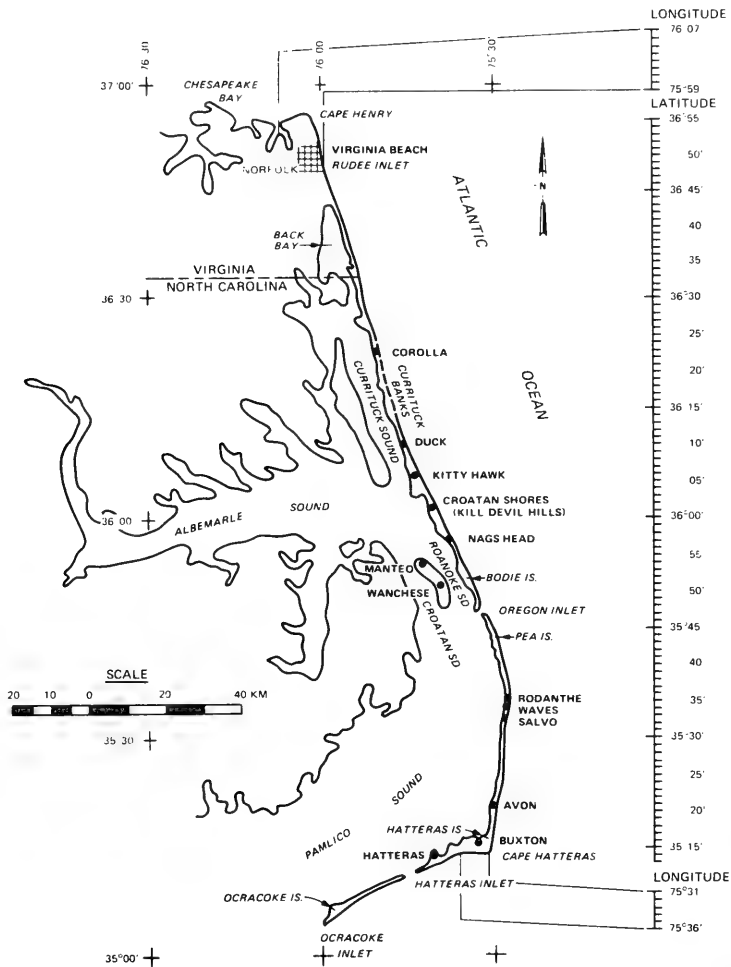 LONGITUDE
76 07
76 30
76 00
75 30
37°00'
CHESAPEAKE
BAY
75 59
LATITUDE
CAPE HENRY
36 55
VIRGINIA BEACH
50'
NORFOLK
RUDEE INLET
N
36 45'
ATLANTIC
40
BACK
BAY
35
VIRGINIA
NORTH CAROLINA
36 30
36 30'
25'
COROLLA
20'
CURRITUCK
BANKS
CURRITUCK SOUND
OCEAN
36 15'
DUCK
10'
KITTY HAWK
05'
CROATAN SHORES
(KILL DEVIL HILLS)
36 00
36°00'
ALBEMARLE SOUND
NAGS HEAD
55
MANTEO
ROANOKE SD
BODIE IS.
WANCHESE
50'
CROATAN SD
OREGON INLET
35°45
PEA IS.
40
SCALE
20 10 0 20 40 KM
RODANTHE
WAVES
SALVO
35'
35 30
35°30'
25'
SOUND
AVON
20'
HATTERAS IS
PAMLICO
BUXTON
35 15'
HATTERAS
CAPE HATTERAS
HATTERAS INLET
LONGITUDE
75°31
OCRACOKE IS.
75°36'
OCRACOKE
INLET
35°00'